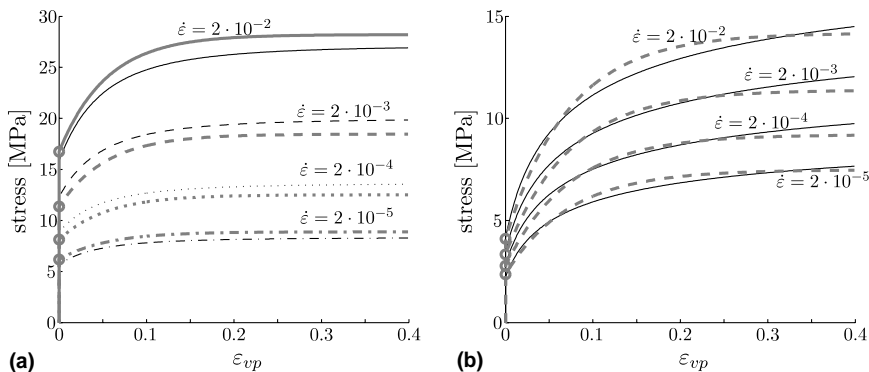 30
25
20
15
10
5
0
stress [MPa]
ε̇ = 2 · 10⁻²
ε̇ = 2 · 10⁻³
ε̇ = 2 · 10⁻⁴
ε̇ = 2 · 10⁻⁵
0 0.1 0.2 0.3 0.4
(a)
εᵥₚ
15
10
5
0
stress [MPa]
ε̇ = 2 · 10⁻²
ε̇ = 2 · 10⁻³
ε̇ = 2 · 10⁻⁴
ε̇ = 2 · 10⁻⁵
0 0.1 0.2 0.3 0.4
(b)
εᵥₚ